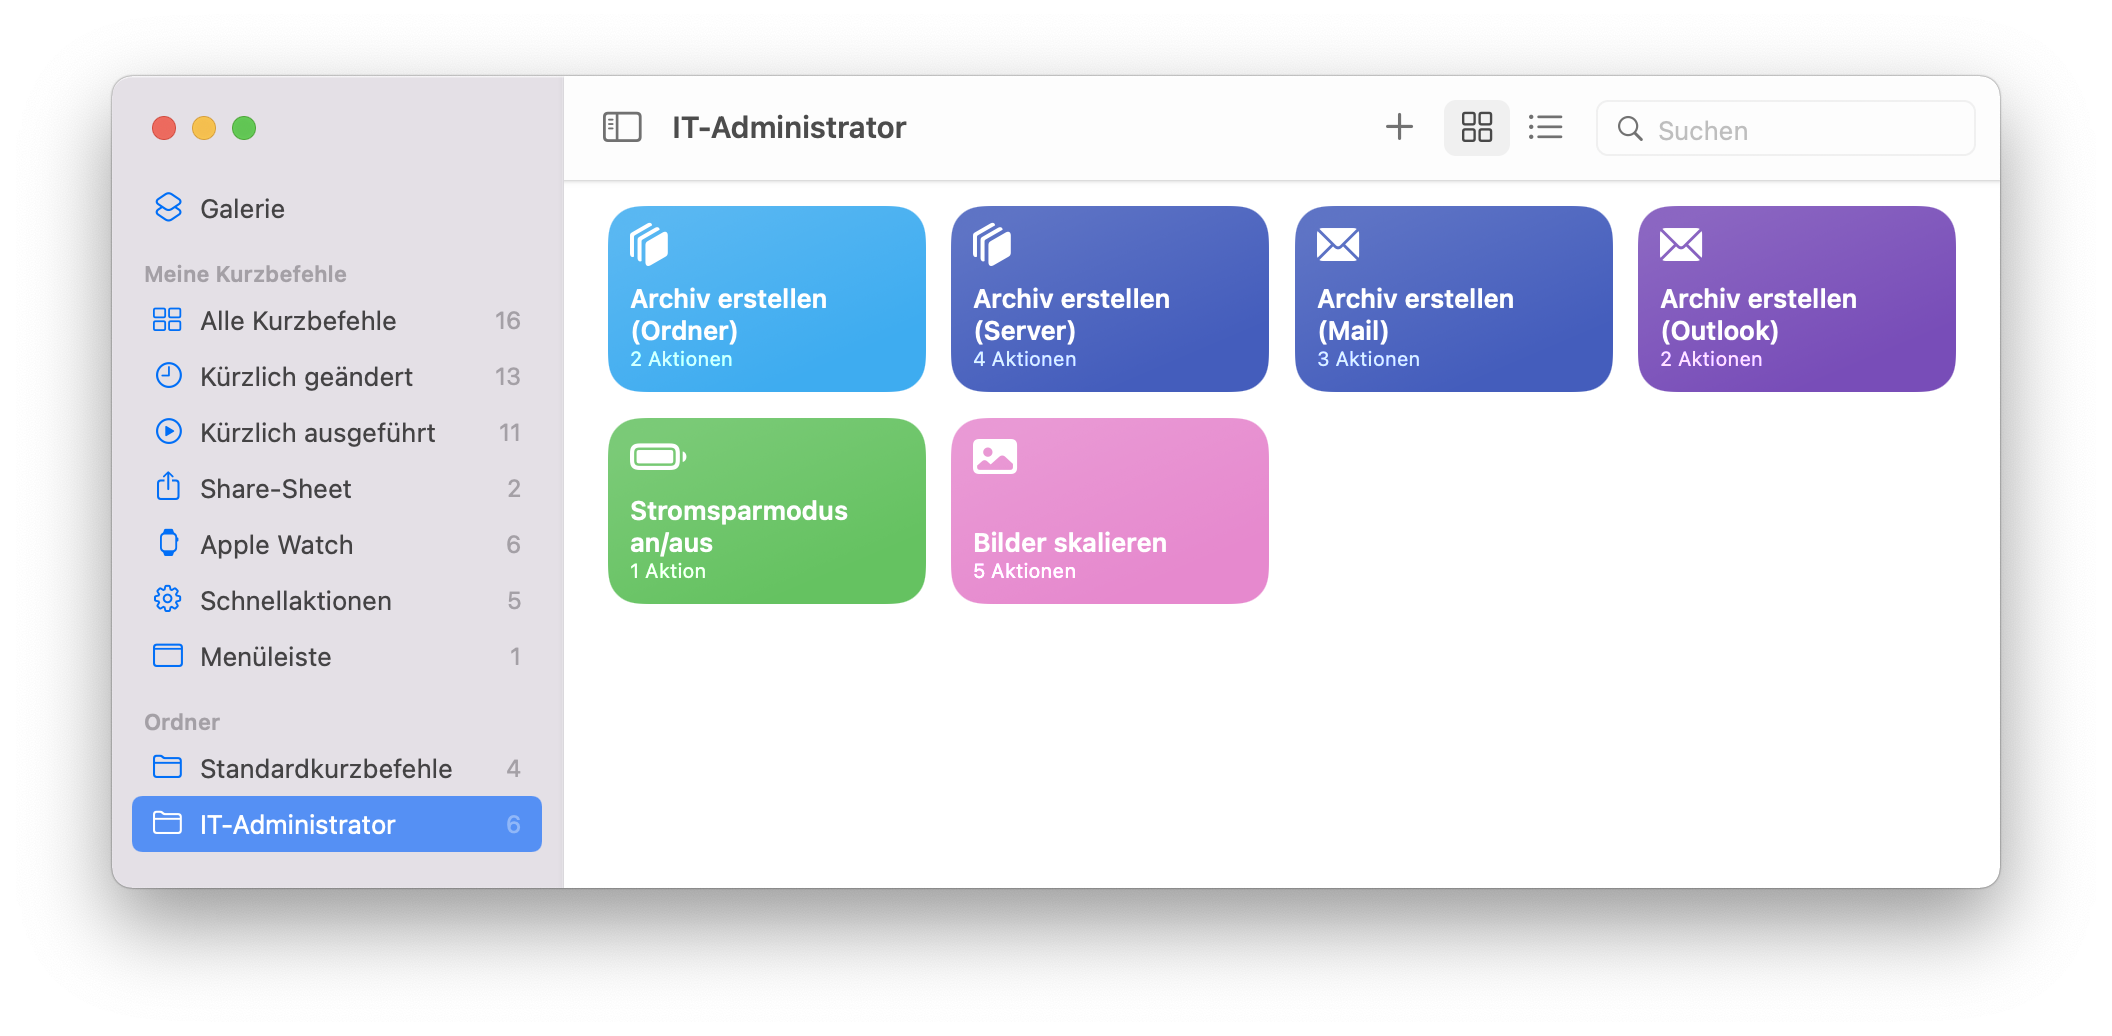 IT-Administrator
Suchen
Galerie
Meine Kurzbefehle
Alle Kurzbefehle 16
Kürzlich geändert 13
Kürzlich ausgeführt 11
Share-Sheet 2
Apple Watch 6
Schnellaktionen 5
Menüleiste 1
Ordner
Standardkurzbefehle 4
IT-Administrator 6
Archiv erstellen
(Ordner)
2 Aktionen
Archiv erstellen
(Server)
4 Aktionen
Archiv erstellen
(Mail)
3 Aktionen
Archiv erstellen
(Outlook)
2 Aktionen
Stromsparmodus
an/aus
1 Aktion
Bilder skalieren
5 Aktionen